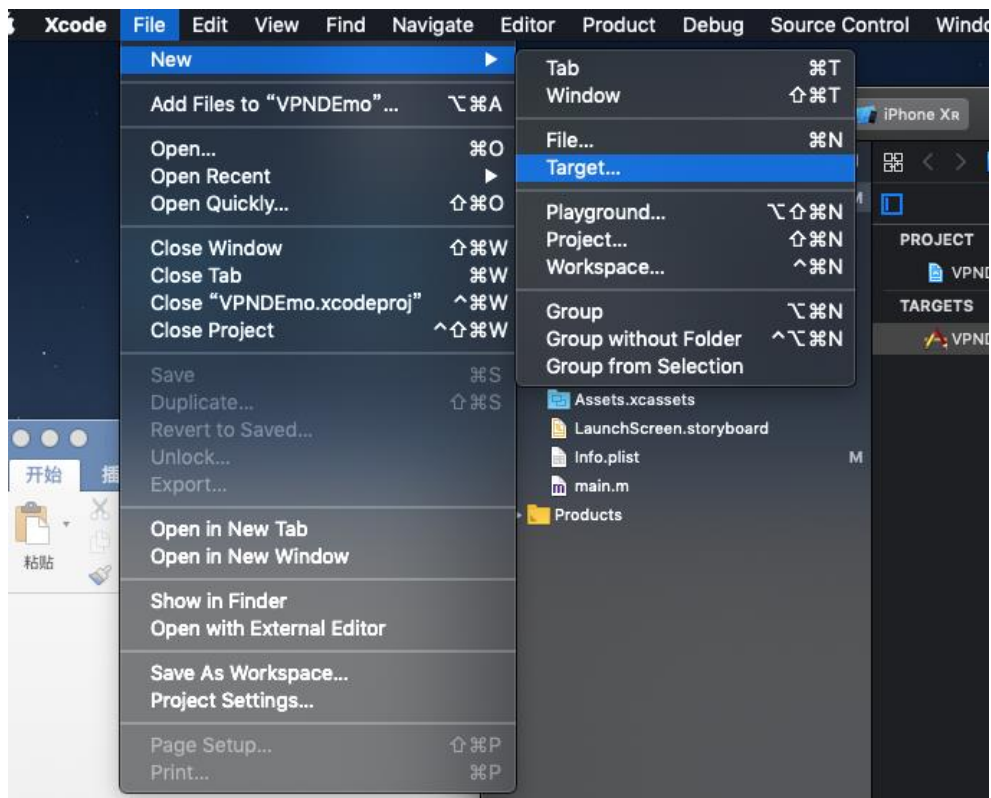 Xcode File Edit View Find Navigate Editor Product Debug Source Control
New ▶
Add Files to “VPNDEmo”... ⌥⌘A
Open... ⌘O
Open Recent ▶
Open Quickly... ⇧⌘O
Close Window ⇧⌘W
Close Tab ⌘W
Close “VPNDEmo.xcodeproj” ^⌘W
Close Project ^⇧⌘W
Save ⌘S
Duplicate... ⇧⌘S
Revert to Saved...
Unlock...
Export...
Open in New Tab
Open in New Window
Show in Finder
Open with External Editor
Save As Workspace...
Project Settings...
Page Setup... ⇧⌘P
Print... ⌘P
Tab ⌘T
Window ⇧⌘T
File... ⌘N
Target...
Playground... ⌥⇧⌘N
Project... ⇧⌘N
Workspace... ^⌘N
Group ⌥⌘N
Group without Folder ^⌥⌘N
Group from Selection
Assets.xcassets
LaunchScreen.storyboard
Info.plist M
main.m
Products
iPhone XR
M
PROJECT
VPND
TARGETS
VPND
开始 插
粘贴